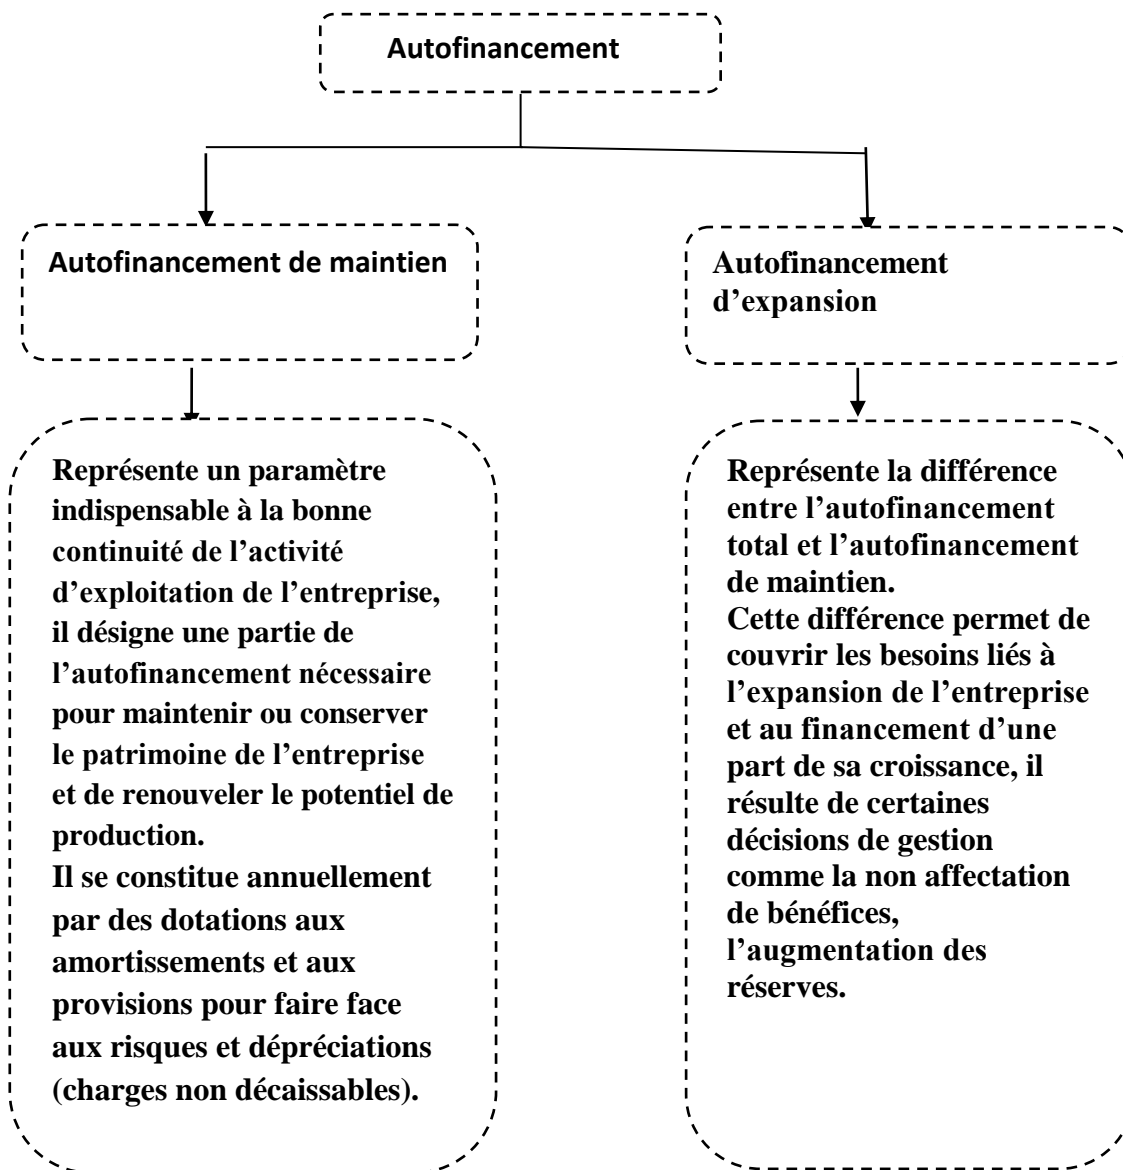 Autofinancement
Autofinancement de maintien
Autofinancement
d’expansion
Représente un paramètre
indispensable à la bonne
continuité de l’activité
d’exploitation de l’entreprise,
il désigne une partie de
l’autofinancement nécessaire
pour maintenir ou conserver
le patrimoine de l’entreprise
et de renouveler le potentiel de
production.
Il se constitue annuellement
par des dotations aux
amortissements et aux
provisions pour faire face
aux risques et dépréciations
(charges non décaissables).
Représente la différence
entre l’autofinancement
total et l’autofinancement
de maintien.
Cette différence permet de
couvrir les besoins liés à
l’expansion de l’entreprise
et au financement d’une
part de sa croissance, il
résulte de certaines
décisions de gestion
comme la non affectation
de bénéfices,
l’augmentation des
réserves.